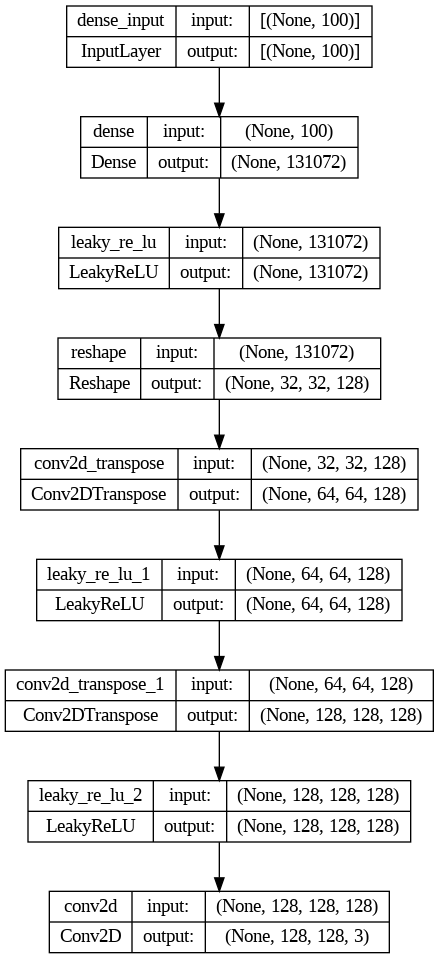 dense_input input: [(None, 100)]
InputLayer output: [(None, 100)]
dense input: (None, 100)
Dense output: (None, 131072)
leaky_re_lu input: (None, 131072)
LeakyReLU output: (None, 131072)
reshape input: (None, 131072)
Reshape output: (None, 32, 32, 128)
conv2d_transpose input: (None, 32, 32, 128)
Conv2DTranspose output: (None, 64, 64, 128)
leaky_re_lu_1 input: (None, 64, 64, 128)
LeakyReLU output: (None, 64, 64, 128)
conv2d_transpose_1 input: (None, 64, 64, 128)
Conv2DTranspose output: (None, 128, 128, 128)
leaky_re_lu_2 input: (None, 128, 128, 128)
LeakyReLU output: (None, 128, 128, 128)
conv2d input: (None, 128, 128, 128)
Conv2D output: (None, 128, 128, 3)